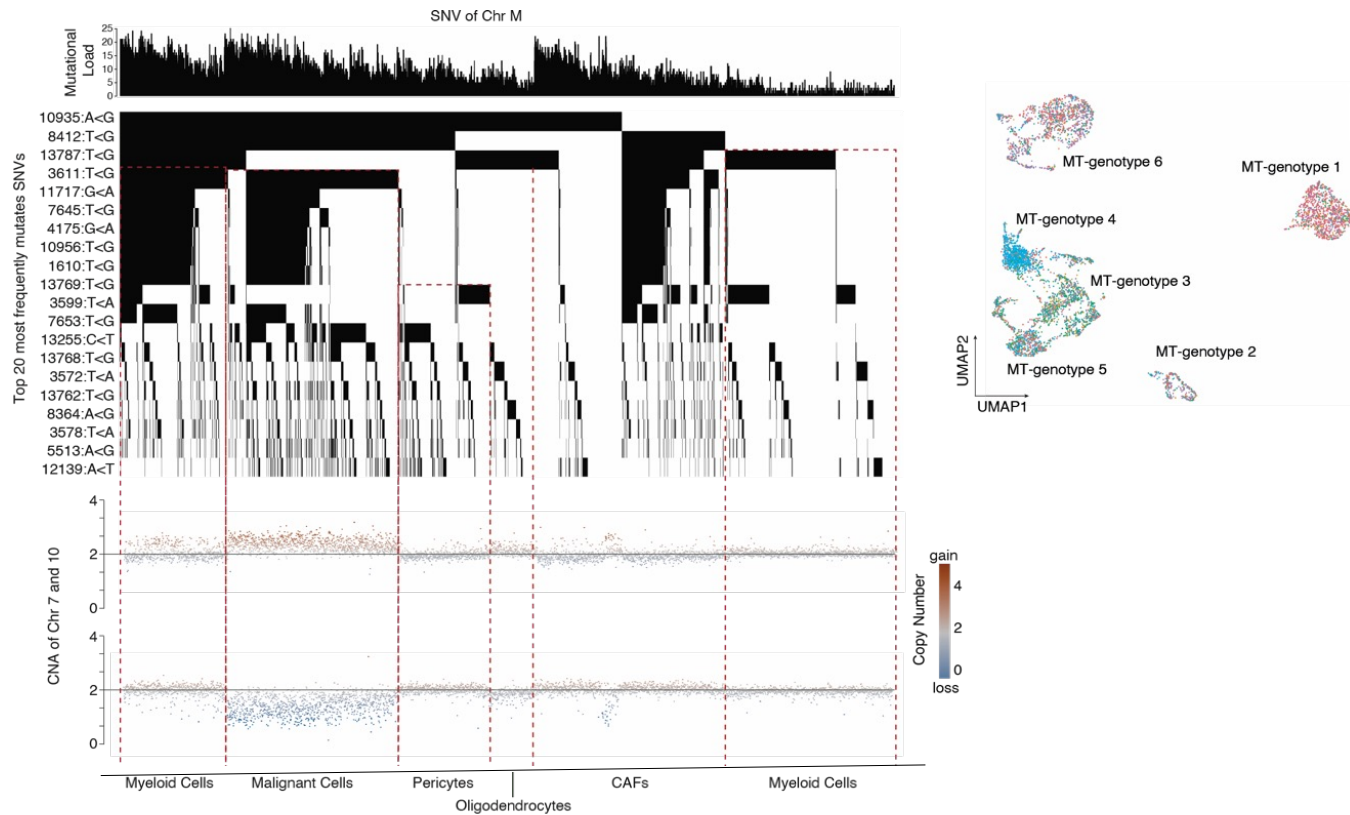 SNV of Chr M
Mutational
Load
25
20
15
10
5
0
Top 20 most frequently mutates SNVs
10935:A<G
8412:T<G
13787:T<G
3611:T<G
11717:G<A
7645:T<G
4175:G<A
10956:T<G
1610:T<G
13769:T<G
3599:T<A
7653:T<G
13255:C<T
13768:T<G
3572:T<A
13762:T<G
8364:A<G
3578:T<A
5513:A<G
12139:A<T
CNA of Chr 7 and 10
4
2
0
4
2
0
Myeloid Cells
Malignant Cells
Pericytes
Oligodendrocytes
CAFs
Myeloid Cells
Copy Number
gain
4
2
0
loss
MT-genotype 6
MT-genotype 1
MT-genotype 4
MT-genotype 3
MT-genotype 2
MT-genotype 5
UMAP2
UMAP1